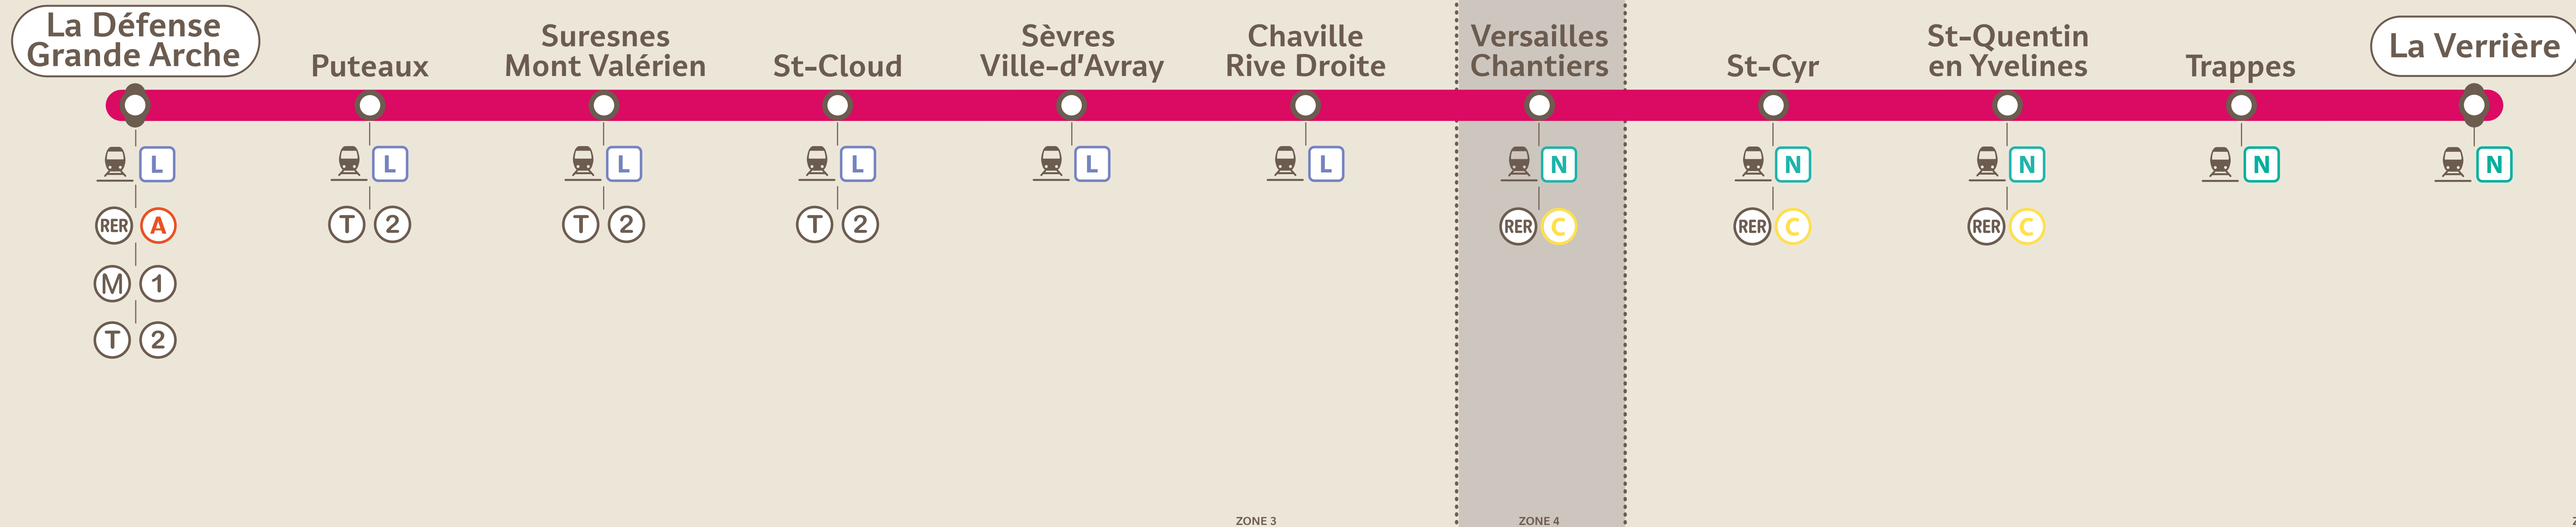 La Défense
Grande Arche
Puteaux
Suresnes
Mont Valérien
St-Cloud
Sèvres
Ville-d'Avray
Chaville
Rive Droite
Versailles
Chantiers
St-Cyr
St-Quentin
en Yvelines
Trappes
La Verrière
L
L
L
L
L
L
N
N
N
N
N
RER A
T 2
T 2
T 2
RER C
RER C
RER C
M 1
T 2
ZONE 3
ZONE 4